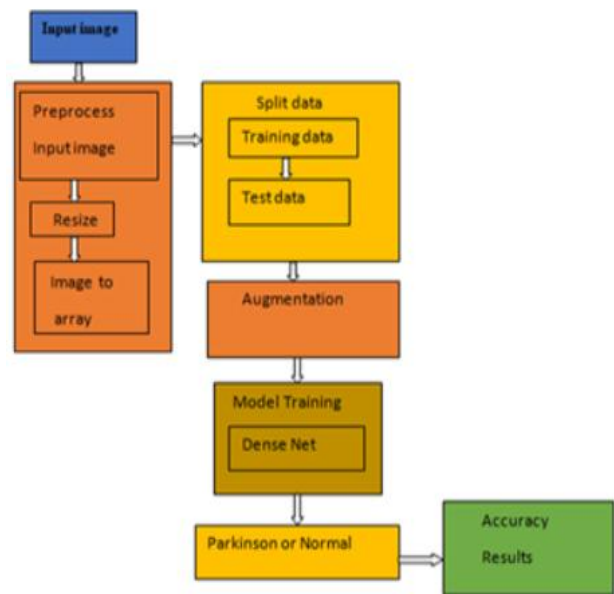 Input image
Preprocess
Input image
Resize
Image to
array
Split data
Training data
Test data
Augmentation
Model Training
Dense Net
Parkinson or Normal
Accuracy
Results